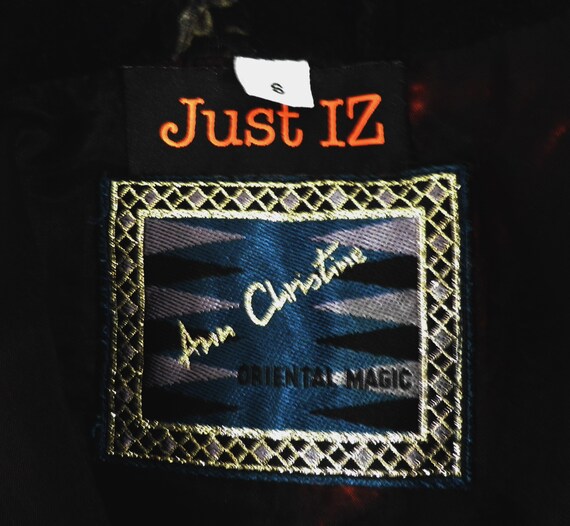 S
Just IZ
Ann Christine
ORIENTAL MAGIC